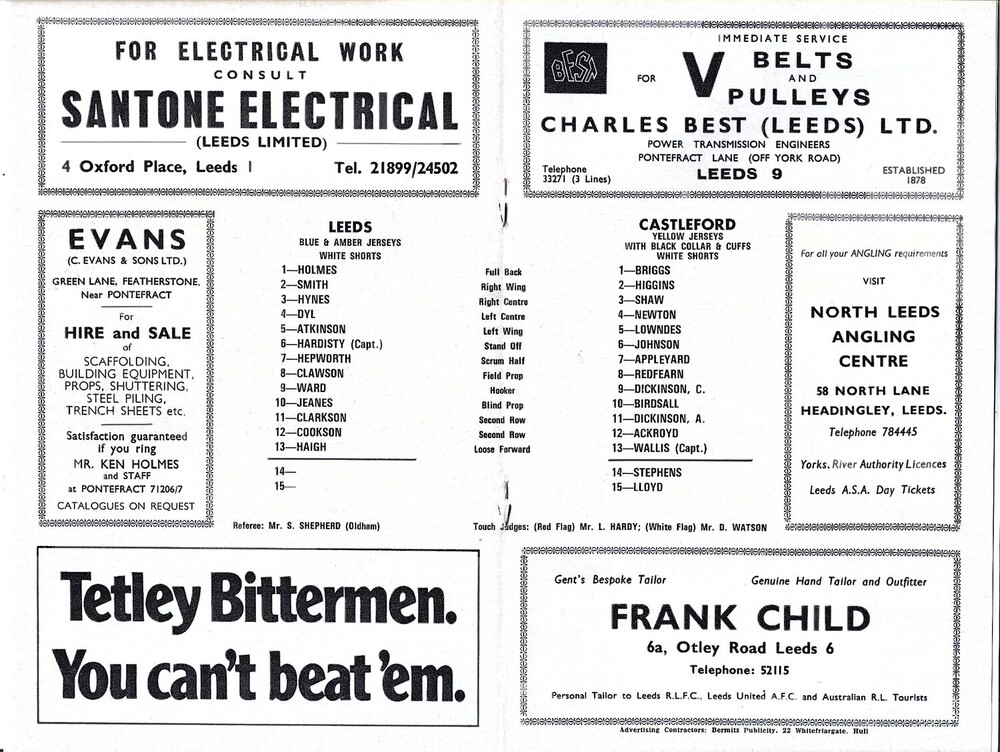 FOR ELECTRICAL WORK
CONSULT
SANTONE ELECTRICAL
(LEEDS LIMITED)
4 Oxford Place, Leeds 1 Tel. 21899/24502
IMMEDIATE SERVICE
BEST
FOR V BELTS
AND
PULLEYS
CHARLES BEST (LEEDS) LTD.
POWER TRANSMISSION ENGINEERS
PONTEFRACT LANE (OFF YORK ROAD)
Telephone
33271 (3 Lines)
LEEDS 9
ESTABLISHED
1878
EVANS
(C. EVANS & SONS LTD.)
GREEN LANE, FEATHERSTONE,
Near PONTEFRACT
For
HIRE and SALE
of
SCAFFOLDING,
BUILDING EQUIPMENT,
PROPS, SHUTTERING,
STEEL PILING,
TRENCH SHEETS etc.
Satisfaction guaranteed
if you ring
MR. KEN HOLMES
and STAFF
at PONTEFRACT 71206/7
CATALOGUES ON REQUEST
LEEDS
BLUE & AMBER JERSEYS
WHITE SHORTS
1—HOLMES
2—SMITH
3—HYNES
4—DYL
5—ATKINSON
6—HARDISTY (Capt.)
7—HEPWORTH
8—CLAWSON
9—WARD
10—JEANES
11—CLARKSON
12—COOKSON
13—HAIGH
14—
15—
Full Back
Right Wing
Right Centre
Left Centre
Left Wing
Stand Off
Scrum Half
Field Prop
Hooker
Blind Prop
Second Row
Second Row
Loose Forward
CASTLEFORD
YELLOW JERSEYS
WITH BLACK COLLAR & CUFFS
WHITE SHORTS
1—BRIGGS
2—HIGGINS
3—SHAW
4—NEWTON
5—LOWNDES
6—JOHNSON
7—APPLEYARD
8—REDFEARN
9—DICKINSON, C.
10—BIRDSALL
11—DICKINSON, A.
12—ACKROYD
13—WALLIS (Capt.)
14—STEPHENS
15—LLOYD
Referee: Mr. S. SHEPHERD (Oldham)
Touch Judges: (Red Flag) Mr. L. HARDY; (White Flag) Mr. D. WATSON
For all your ANGLING requirements
VISIT
NORTH LEEDS
ANGLING
CENTRE
58 NORTH LANE
HEADINGLEY, LEEDS.
Telephone 784445
Yorks. River Authority Licences
Leeds A.S.A. Day Tickets
Tetley Bittermen.
You can't beat 'em.
Gent's Bespoke Tailor Genuine Hand Tailor and Outfitter
FRANK CHILD
6a, Otley Road Leeds 6
Telephone: 52115
Personal Tailor to Leeds R.L.F.C., Leeds United A.F.C. and Australian R.L. Tourists
Advertising Contractors: Bermitt Publicity, 22 Whitefriargate, Hull